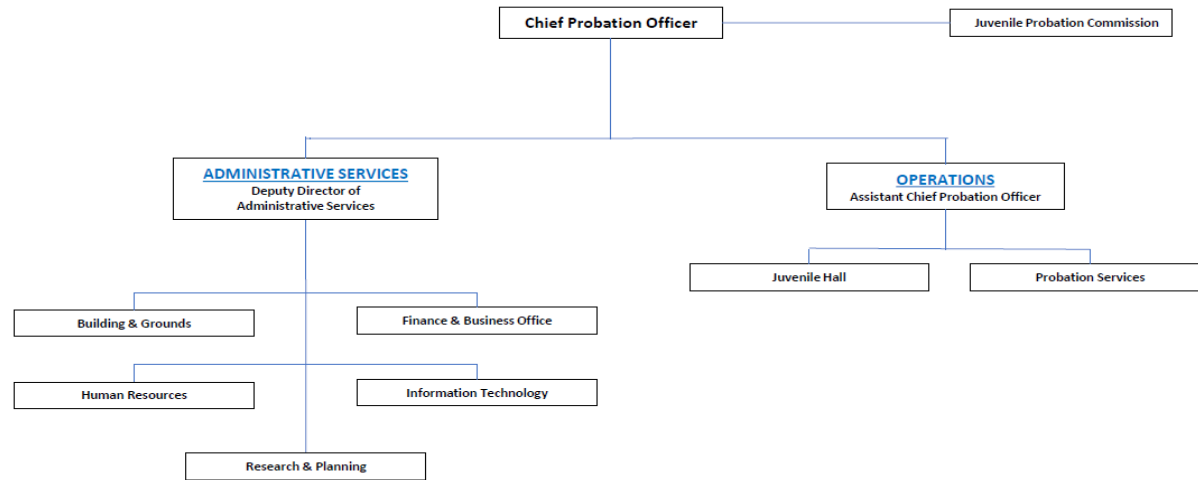 Chief Probation Officer
Juvenile Probation Commission
ADMINISTRATIVE SERVICES
Deputy Director of
Administrative Services
OPERATIONS
Assistant Chief Probation Officer
Juvenile Hall
Probation Services
Building & Grounds
Finance & Business Office
Human Resources
Information Technology
Research & Planning